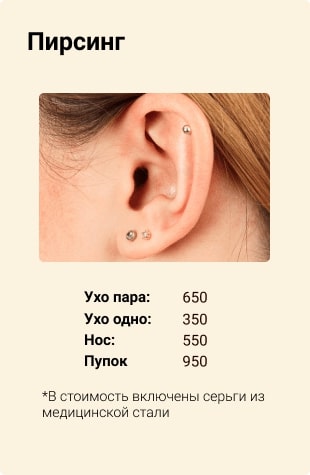 Пирсинг
Ухо пара: 650
Ухо одно: 350
Нос: 550
Пупок 950
*В стоимость включены серьги из
медицинской стали